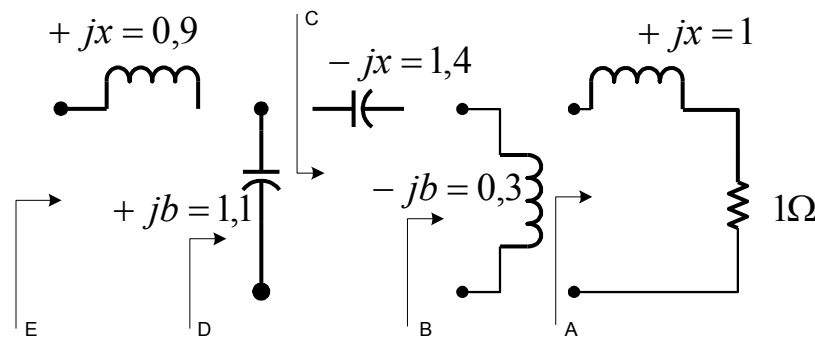 C
+ jx = 0,9
+ jx = 1
− jx = 1,4
+ jb = 1,1
− jb = 0,3
1Ω
E
D
B
A